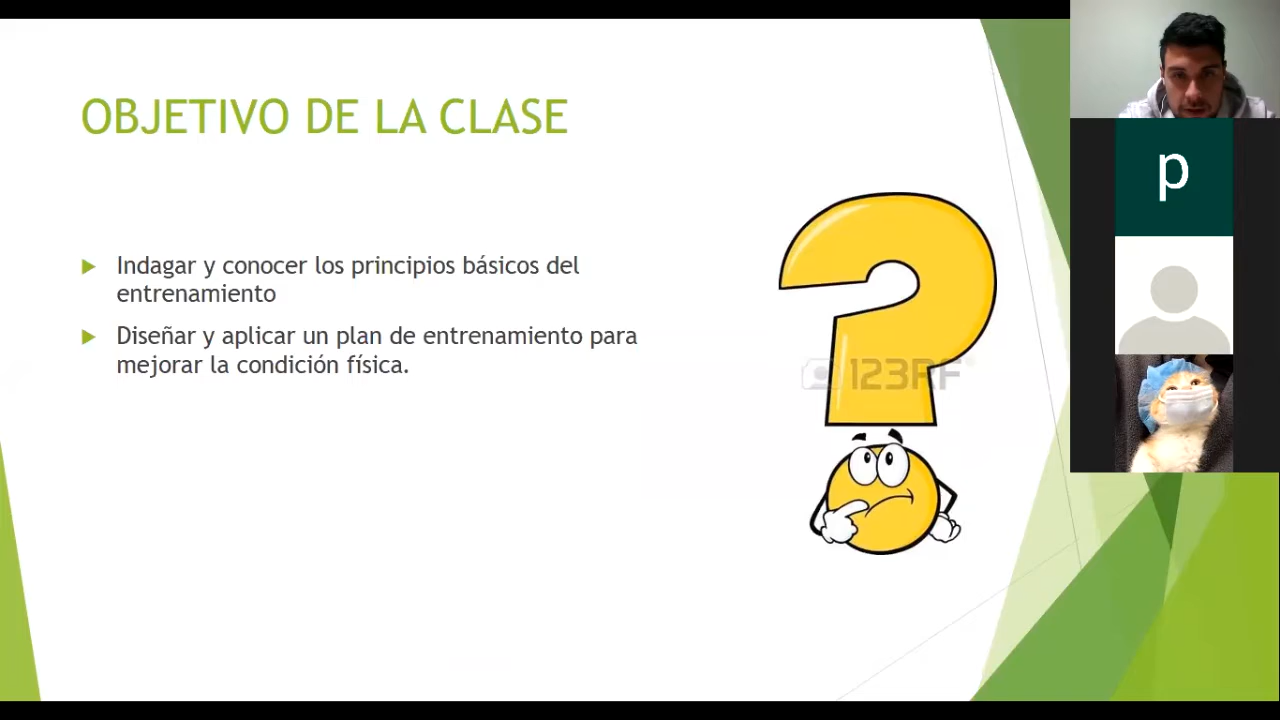 OBJETIVO DE LA CLASE
Indagar y conocer los principios básicos del
entrenamiento
Diseñar y aplicar un plan de entrenamiento para
mejorar la condición física.
123RF
p